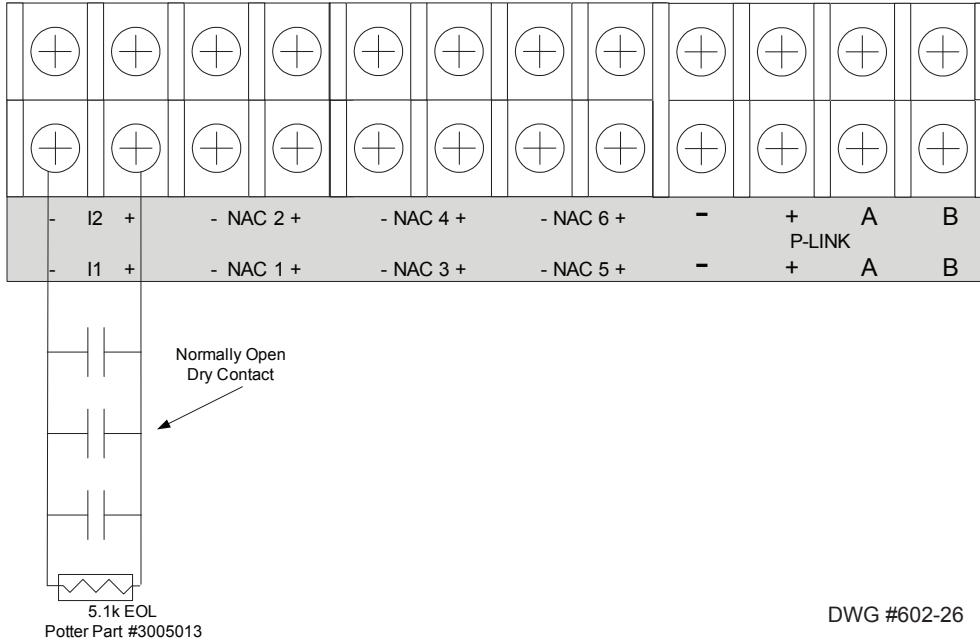 - I2 + - NAC 2 + - NAC 4 + - NAC 6 + - + A B
P-LINK
- I1 + - NAC 1 + - NAC 3 + - NAC 5 + - + A B
Normally Open
Dry Contact
5.1k EOL
Potter Part #3005013
DWG #602-26